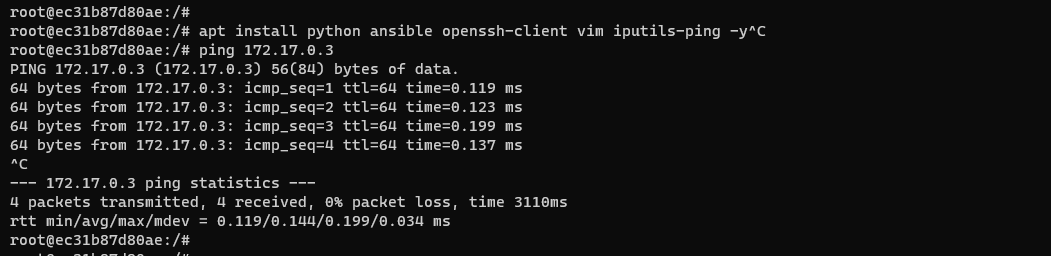 root@ec31b87d80ae:/#
root@ec31b87d80ae:/# apt install python ansible openssh-client vim iputils-ping -y^C
root@ec31b87d80ae:/# ping 172.17.0.3
PING 172.17.0.3 (172.17.0.3) 56(84) bytes of data.
64 bytes from 172.17.0.3: icmp_seq=1 ttl=64 time=0.119 ms
64 bytes from 172.17.0.3: icmp_seq=2 ttl=64 time=0.123 ms
64 bytes from 172.17.0.3: icmp_seq=3 ttl=64 time=0.199 ms
64 bytes from 172.17.0.3: icmp_seq=4 ttl=64 time=0.137 ms
^C
--- 172.17.0.3 ping statistics ---
4 packets transmitted, 4 received, 0% packet loss, time 3110ms
rtt min/avg/max/mdev = 0.119/0.144/0.199/0.034 ms
root@ec31b87d80ae:/#